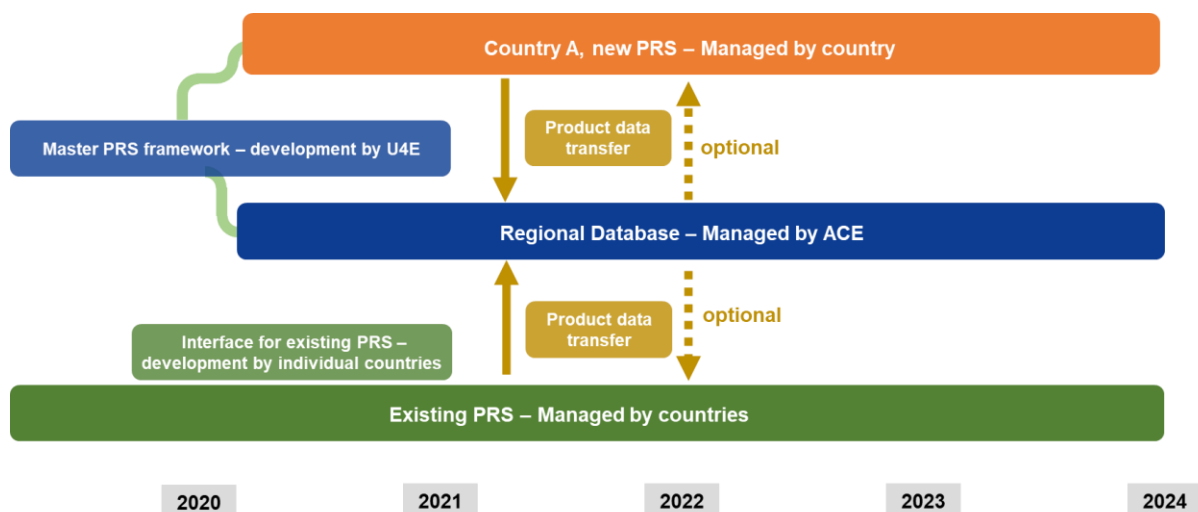 Country A, new PRS – Managed by country
Product data
transfer
optional
Master PRS framework – development by U4E
Regional Database – Managed by ACE
Product data
transfer
optional
Interface for existing PRS –
development by individual countries
Existing PRS – Managed by countries
2020
2021
2022
2023
2024